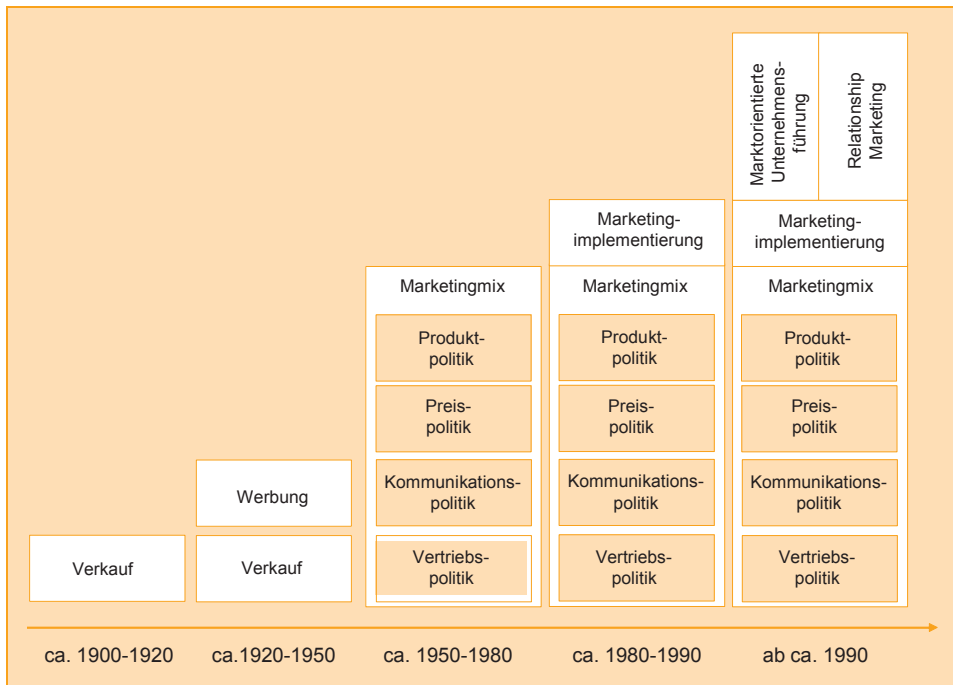 Verkauf
ca. 1900-1920
Werbung
Verkauf
ca.1920-1950
Marketingmix
Produkt-
politik
Preis-
politik
Kommunikations-
politik
Vertriebs-
politik
ca. 1950-1980
Marketing-
implementierung
Marketingmix
Produkt-
politik
Preis-
politik
Kommunikations-
politik
Vertriebs-
politik
ca. 1980-1990
Marktorientierte
Unternehmens-
führung
Relationship
Marketing
Marketing-
implementierung
Marketingmix
Produkt-
politik
Preis-
politik
Kommunikations-
politik
Vertriebs-
politik
ab ca. 1990